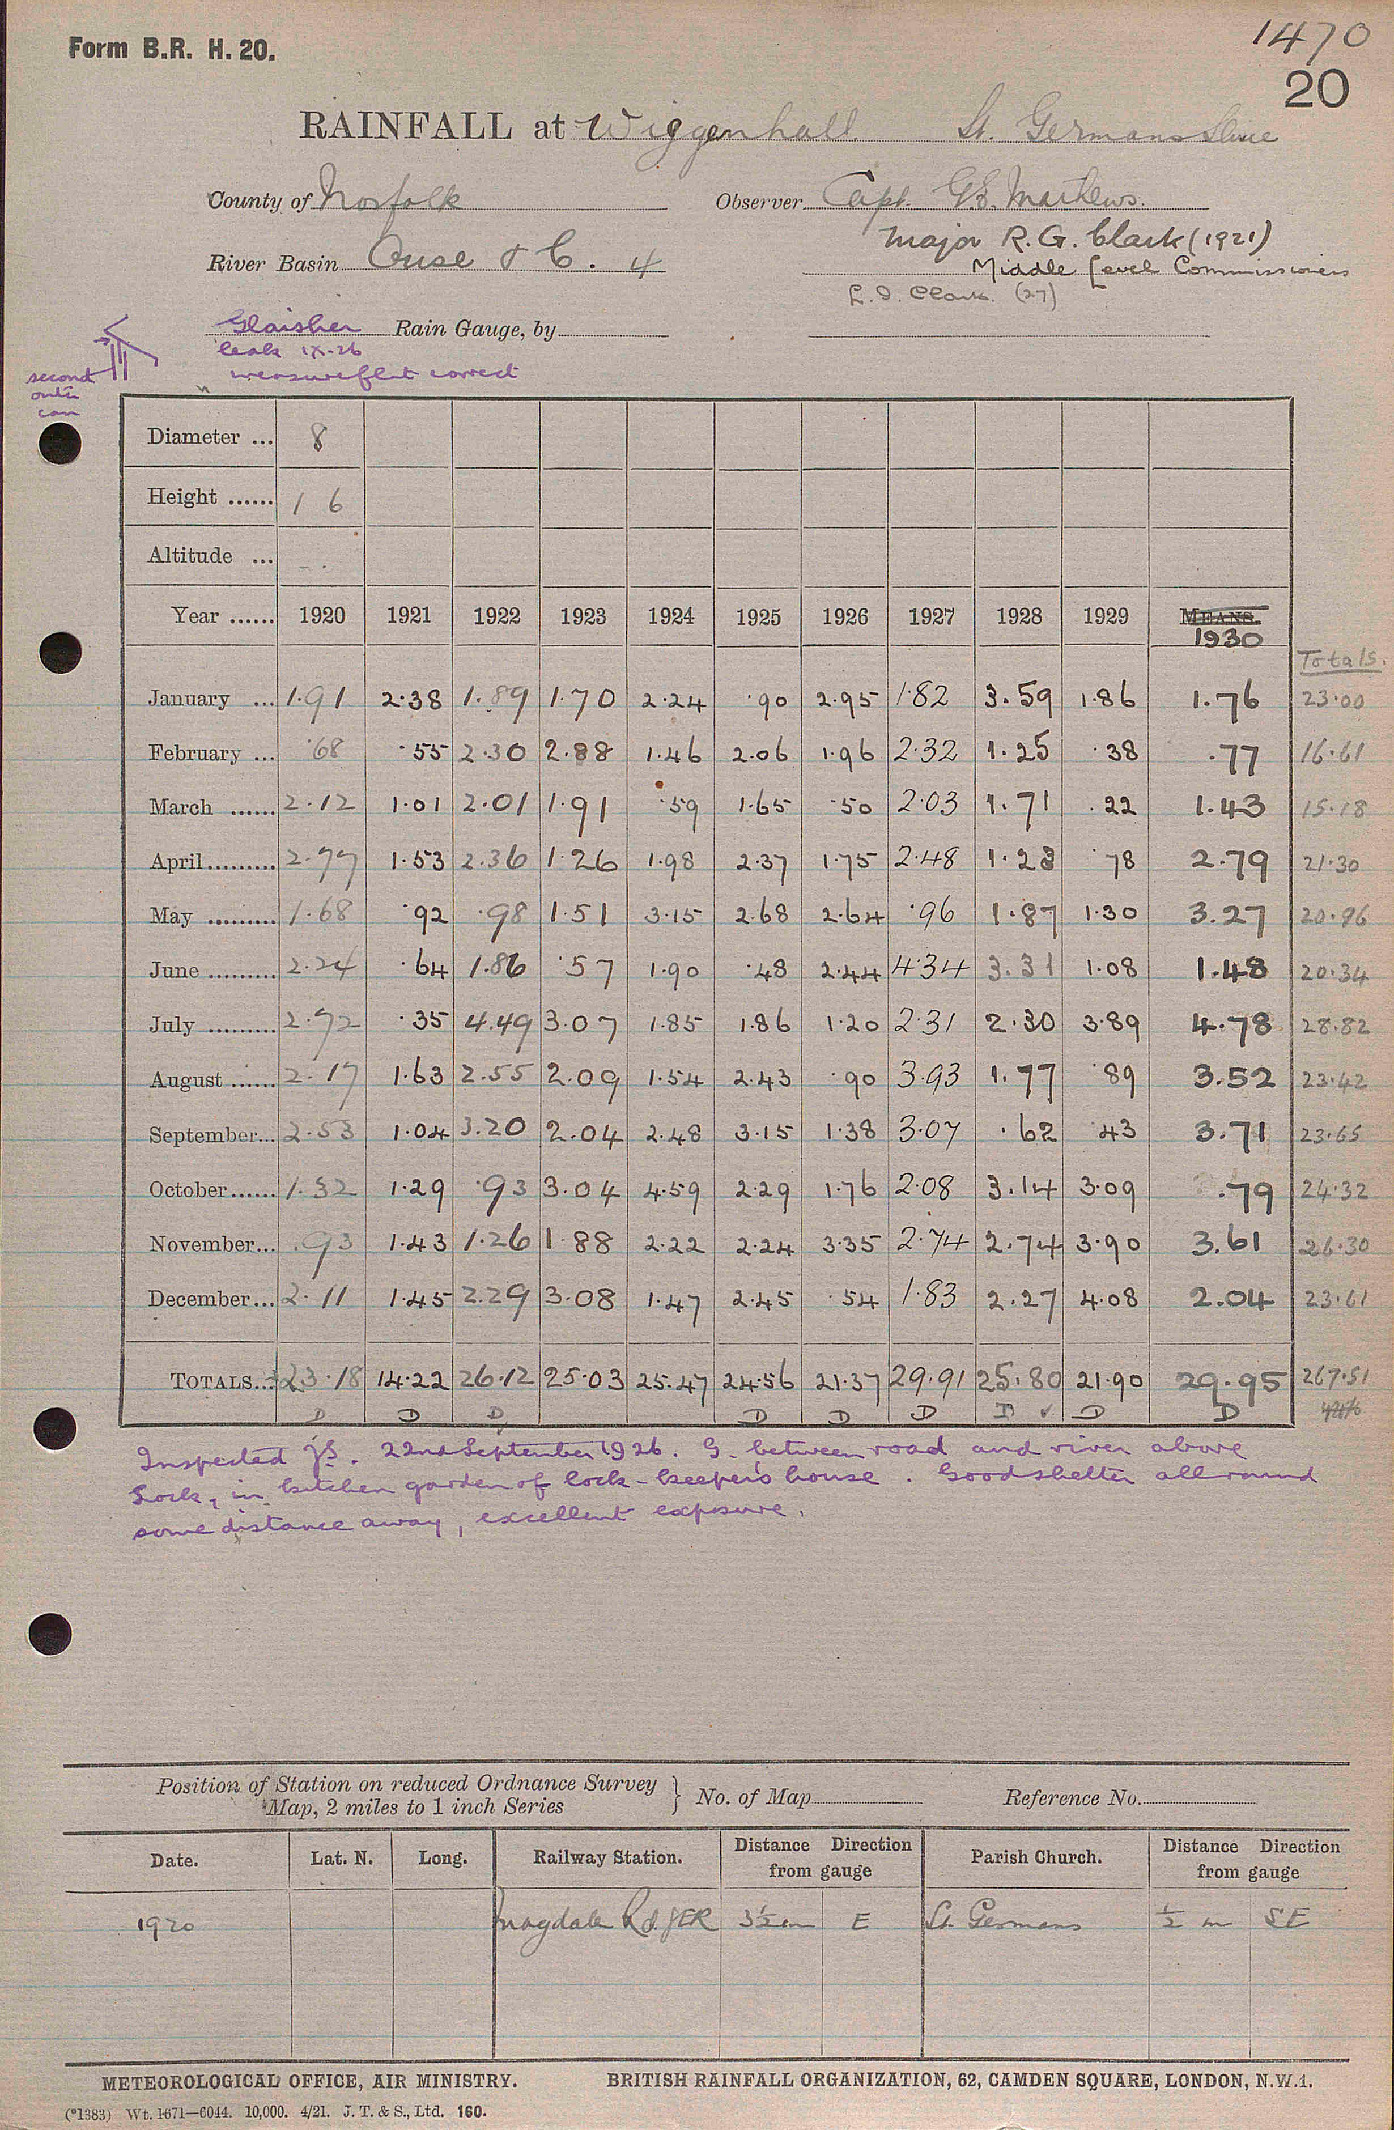 Form B.R. H. 20.
1470
20
RAINFALL at Wiggenhall St. Germans Sluice
County of Norfolk Observer Capt. G.E. Mathews.
Major R.G. Clark (1921)
River Basin Ouse & C. 4
Middle Level Commissioners
L.D. Clark (27)
Glaisher Rain Gauge, by
leak IX-26
measure flat correct
second
outer
can
Diameter ... 8
Height ...... 1 6
Altitude ...
Year ...... 1920 1921 1922 1923 1924 1925 1926 1927 1928 1929 MEANS.
1930
Totals.
January ... 1.91 2.38 1.89 1.70 2.24 .90 2.95 1.82 3.59 1.86 1.76 23.00
February ... .68 .55 2.30 2.88 1.46 2.06 1.96 2.32 1.25 .38 .77 16.61
March ...... 2.12 1.01 2.01 1.91 .59 1.65 .50 2.03 1.71 .22 1.43 15.18
April......... 2.77 1.53 2.36 1.26 1.98 2.37 1.75 2.48 1.23 .78 2.79 21.30
May ......... 1.68 .92 .98 1.51 3.15 2.68 2.64 .96 1.87 1.30 3.27 20.96
June ......... 2.24 .64 1.86 .57 1.90 .48 2.44 4.34 3.31 1.08 1.48 20.34
July ......... 2.72 .35 4.49 3.07 1.85 1.86 1.20 2.31 2.30 3.89 4.78 28.82
August ...... 2.17 1.63 2.55 2.09 1.54 2.43 .90 3.93 1.77 .89 3.52 23.42
September... 2.53 1.04 3.20 2.04 2.48 3.15 1.38 3.07 .62 .43 3.71 23.65
October...... 1.32 1.29 .93 3.04 4.59 2.29 1.76 2.08 3.14 3.09 .79 24.32
November... .93 1.43 1.26 1.88 2.22 2.24 3.35 2.74 2.74 3.90 3.61 26.30
December... 2.11 1.45 2.29 3.08 1.47 2.45 .54 1.83 2.27 4.08 2.04 23.61
TOTALS... 23.18 14.22 26.12 25.03 25.47 24.56 21.37 29.91 25.80 21.90 29.95 267.51
D D D D D D D ✓ D D
Inspected JS. 22nd September 1926. G. between road and river above
Lock, in kitchen garden of lock-keeper's house. Good shelter all round
some distance away, excellent exposure.
Position of Station on reduced Ordnance Survey
Map, 2 miles to 1 inch Series } No. of Map Reference No.
Date. Lat. N. Long. Railway Station. Distance Direction from gauge Parish Church. Distance Direction from gauge
1920 Magdalen Rd. GER 3½ m E St. Germans ½ m SE
METEOROLOGICAL OFFICE, AIR MINISTRY. BRITISH RAINFALL ORGANIZATION, 62, CAMDEN SQUARE, LONDON, N.W.1.
(*1383) Wt. 1671—6044. 10,000. 4/21. J. T. & S., Ltd. 160.